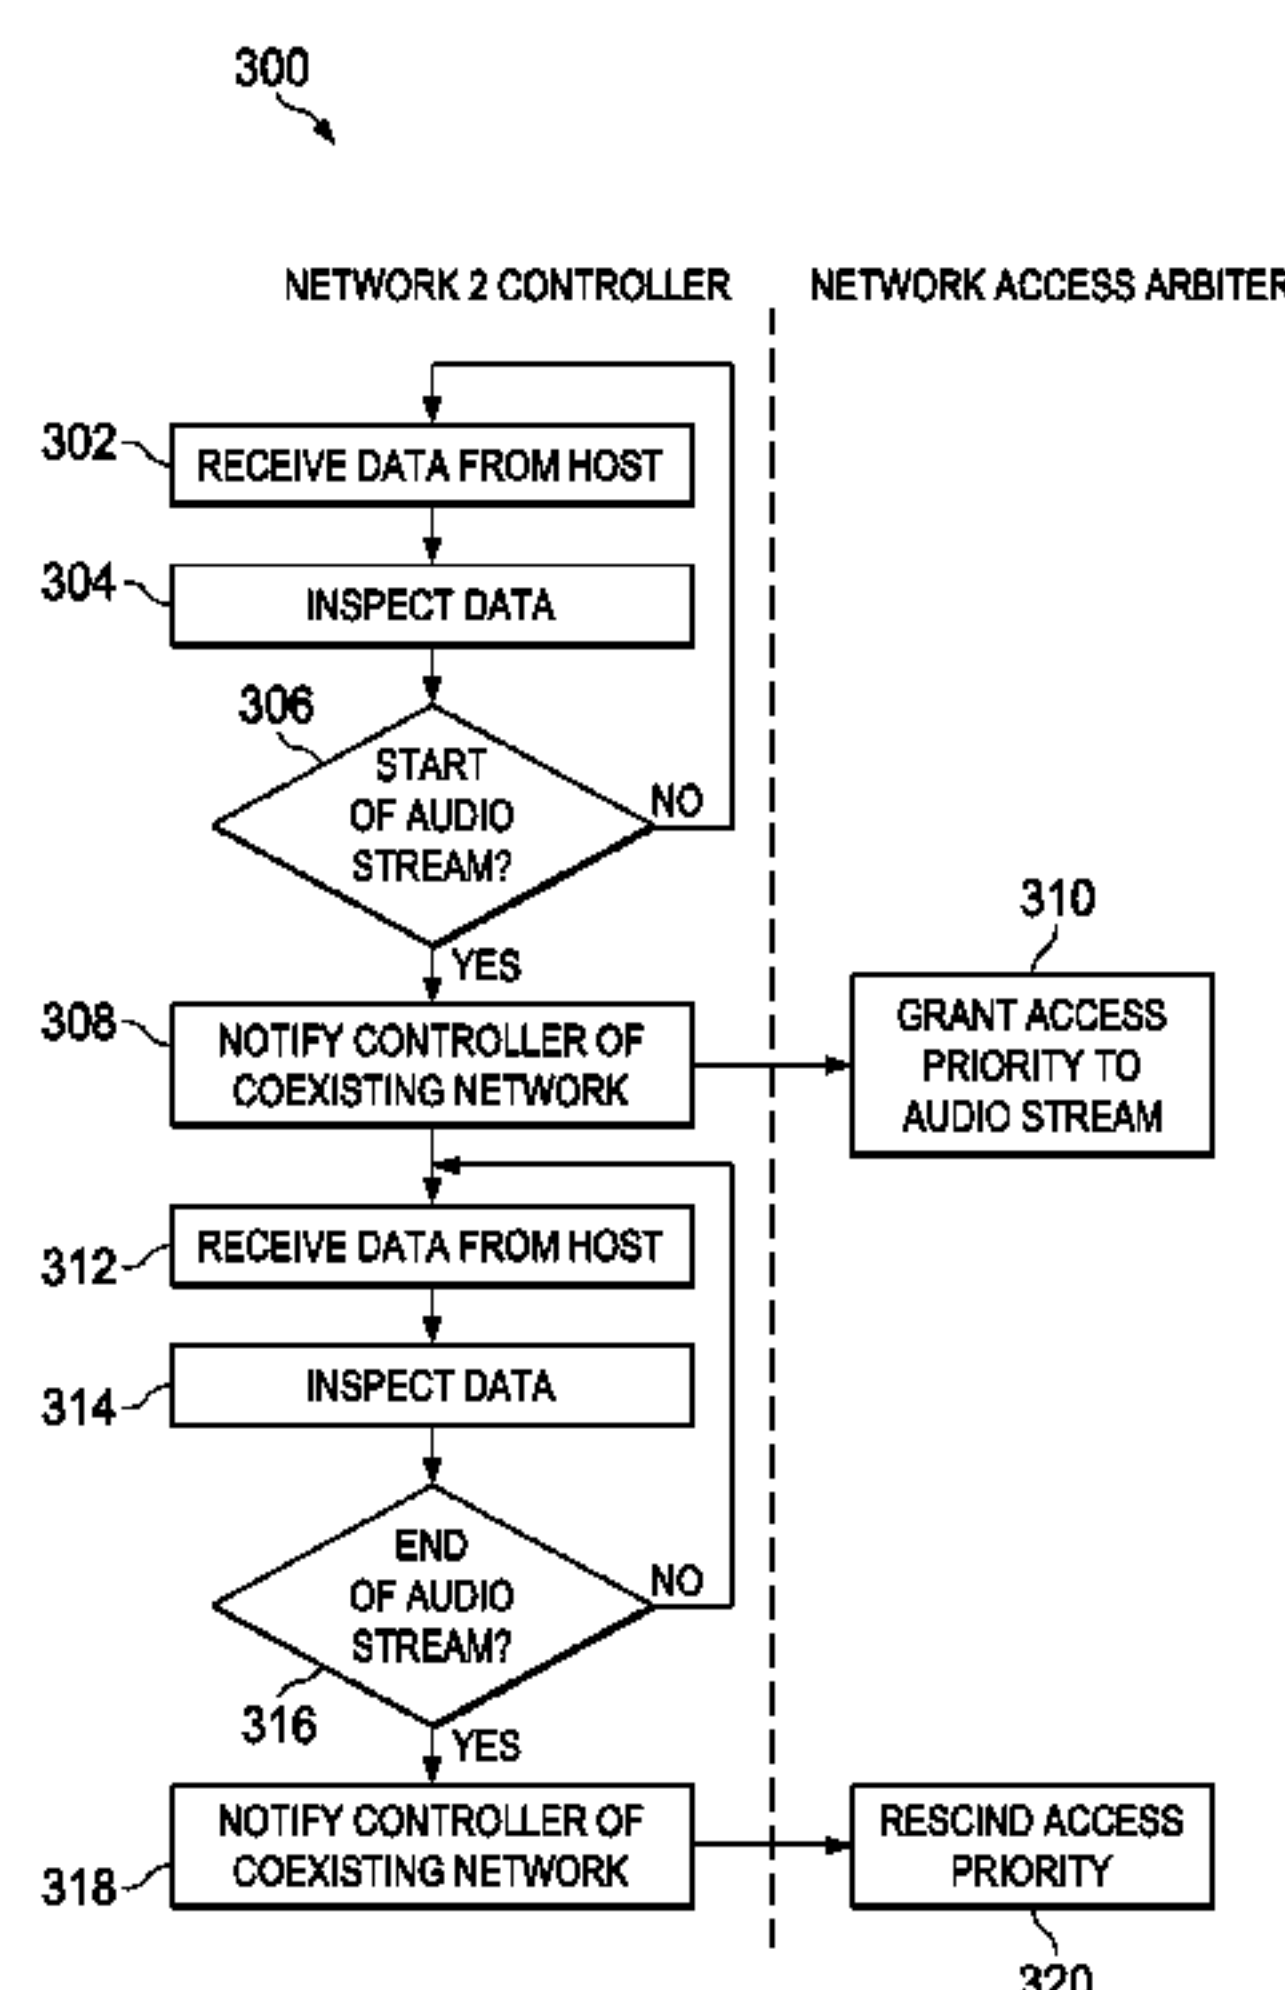 300
NETWORK 2 CONTROLLER
NETWORK ACCESS ARBITER
302
RECEIVE DATA FROM HOST
304
INSPECT DATA
306
START
OF AUDIO
STREAM?
NO
YES
308
NOTIFY CONTROLLER OF
COEXISTING NETWORK
310
GRANT ACCESS
PRIORITY TO
AUDIO STREAM
312
RECEIVE DATA FROM HOST
314
INSPECT DATA
END
OF AUDIO
STREAM?
NO
316
YES
318
NOTIFY CONTROLLER OF
COEXISTING NETWORK
RESCIND ACCESS
PRIORITY
320